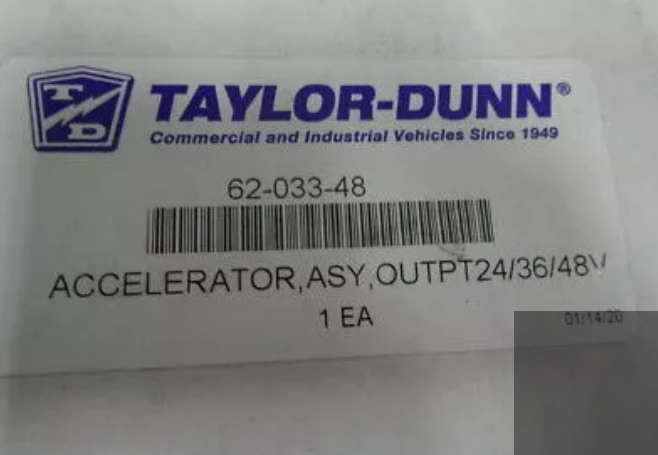 TD
TAYLOR-DUNN®
Commercial and Industrial Vehicles Since 1949
62-033-48
ACCELERATOR,ASY,OUTPT24/36/48V
1 EA
01/14/20